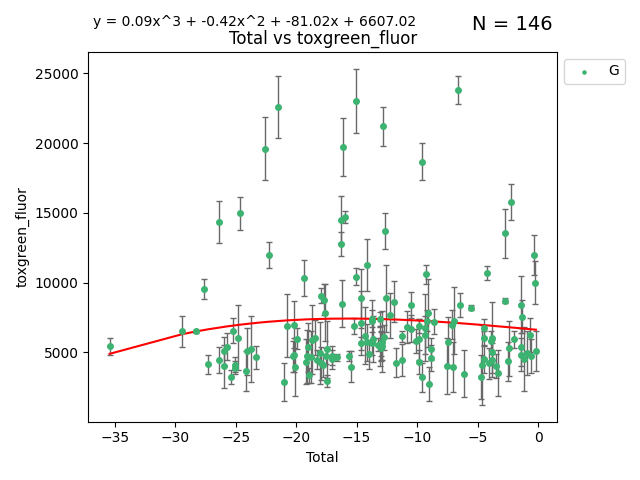 y = 0.09x^3 + -0.42x^2 + -81.02x + 6607.02
N = 146
Total vs toxgreen_fluor
G
25000
20000
15000
10000
5000
toxgreen_fluor
−35
−30
−25
−20
−15
−10
−5
0
Total